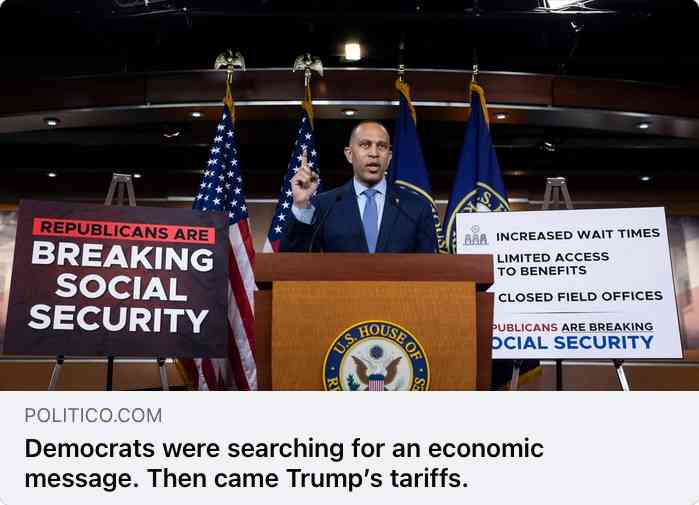 REPUBLICANS ARE
BREAKING
SOCIAL
SECURITY
U.S. HOUSE OF
INCREASED WAIT TIMES
LIMITED ACCESS
TO BENEFITS
CLOSED FIELD OFFICES
PUBLICANS ARE BREAKING
OCIAL SECURITY
POLITICO.COM
Democrats were searching for an economic
message. Then came Trump's tariffs.